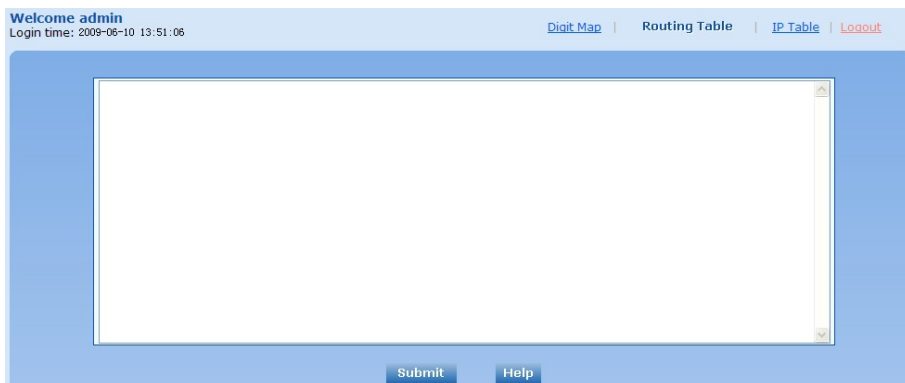 Welcome admin
Login time: 2009-06-10 13:51:06
Digit Map | Routing Table | IP Table | Logout
Submit Help